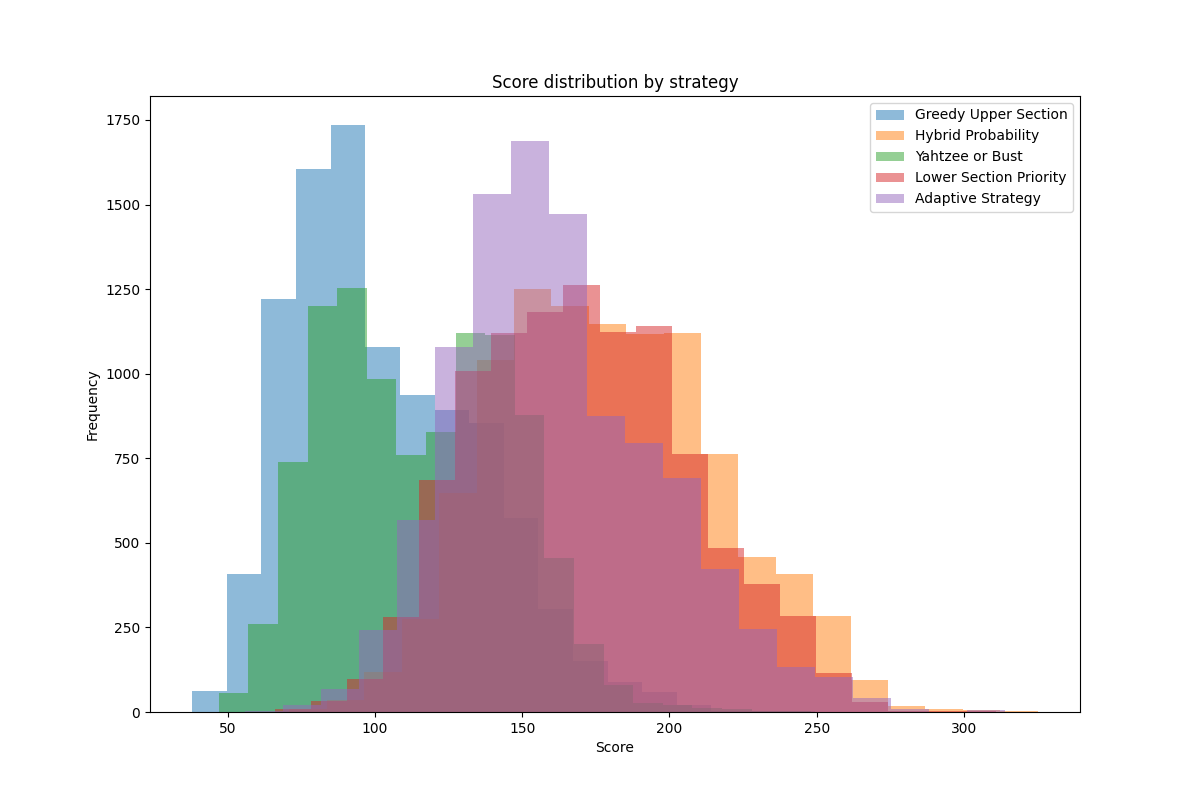 Score distribution by strategy
Greedy Upper Section
Hybrid Probability
Yahtzee or Bust
Lower Section Priority
Adaptive Strategy
1750
1500
1250
1000
750
500
250
0
Frequency
50 100 150 200 250 300
Score